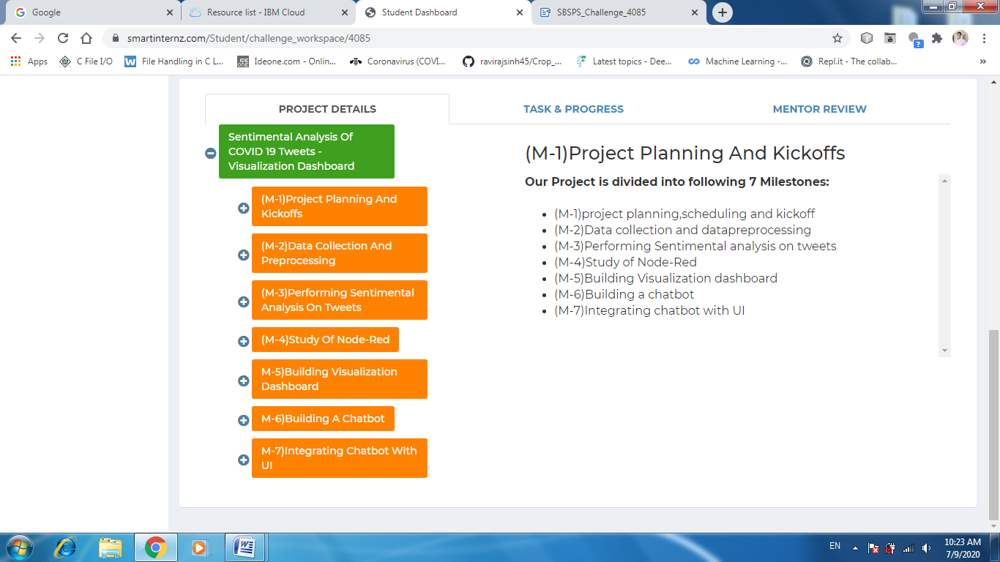 Google
Resource list - IBM Cloud
Student Dashboard
SBSPS_Challenge_4085
smartinternz.com/Student/challenge_workspace/4085
Apps
C File I/O
File Handling in C L...
IDE ONE
Ideone.com - Onlin...
Coronavirus (COVI...
ravirajsinh45/Crop_...
Latest topics - Dee...
Machine Learning -...
Repl.it - The collab...
»
PROJECT DETAILS
TASK & PROGRESS
MENTOR REVIEW
Sentimental Analysis Of
COVID 19 Tweets -
Visualization Dashboard
(M-1)Project Planning And
Kickoffs
(M-2)Data Collection And
Preprocessing
(M-3)Performing Sentimental
Analysis On Tweets
(M-4)Study Of Node-Red
M-5)Building Visualization
Dashboard
M-6)Building A Chatbot
M-7)Integrating Chatbot With
UI
(M-1)Project Planning And Kickoffs
Our Project is divided into following 7 Milestones:
• (M-1)project planning,scheduling and kickoff
• (M-2)Data collection and datapreprocessing
• (M-3)Performing Sentimental analysis on tweets
• (M-4)Study of Node-Red
• (M-5)Building Visualization dashboard
• (M-6)Building a chatbot
• (M-7)Integrating chatbot with UI
EN
10:23 AM
7/9/2020